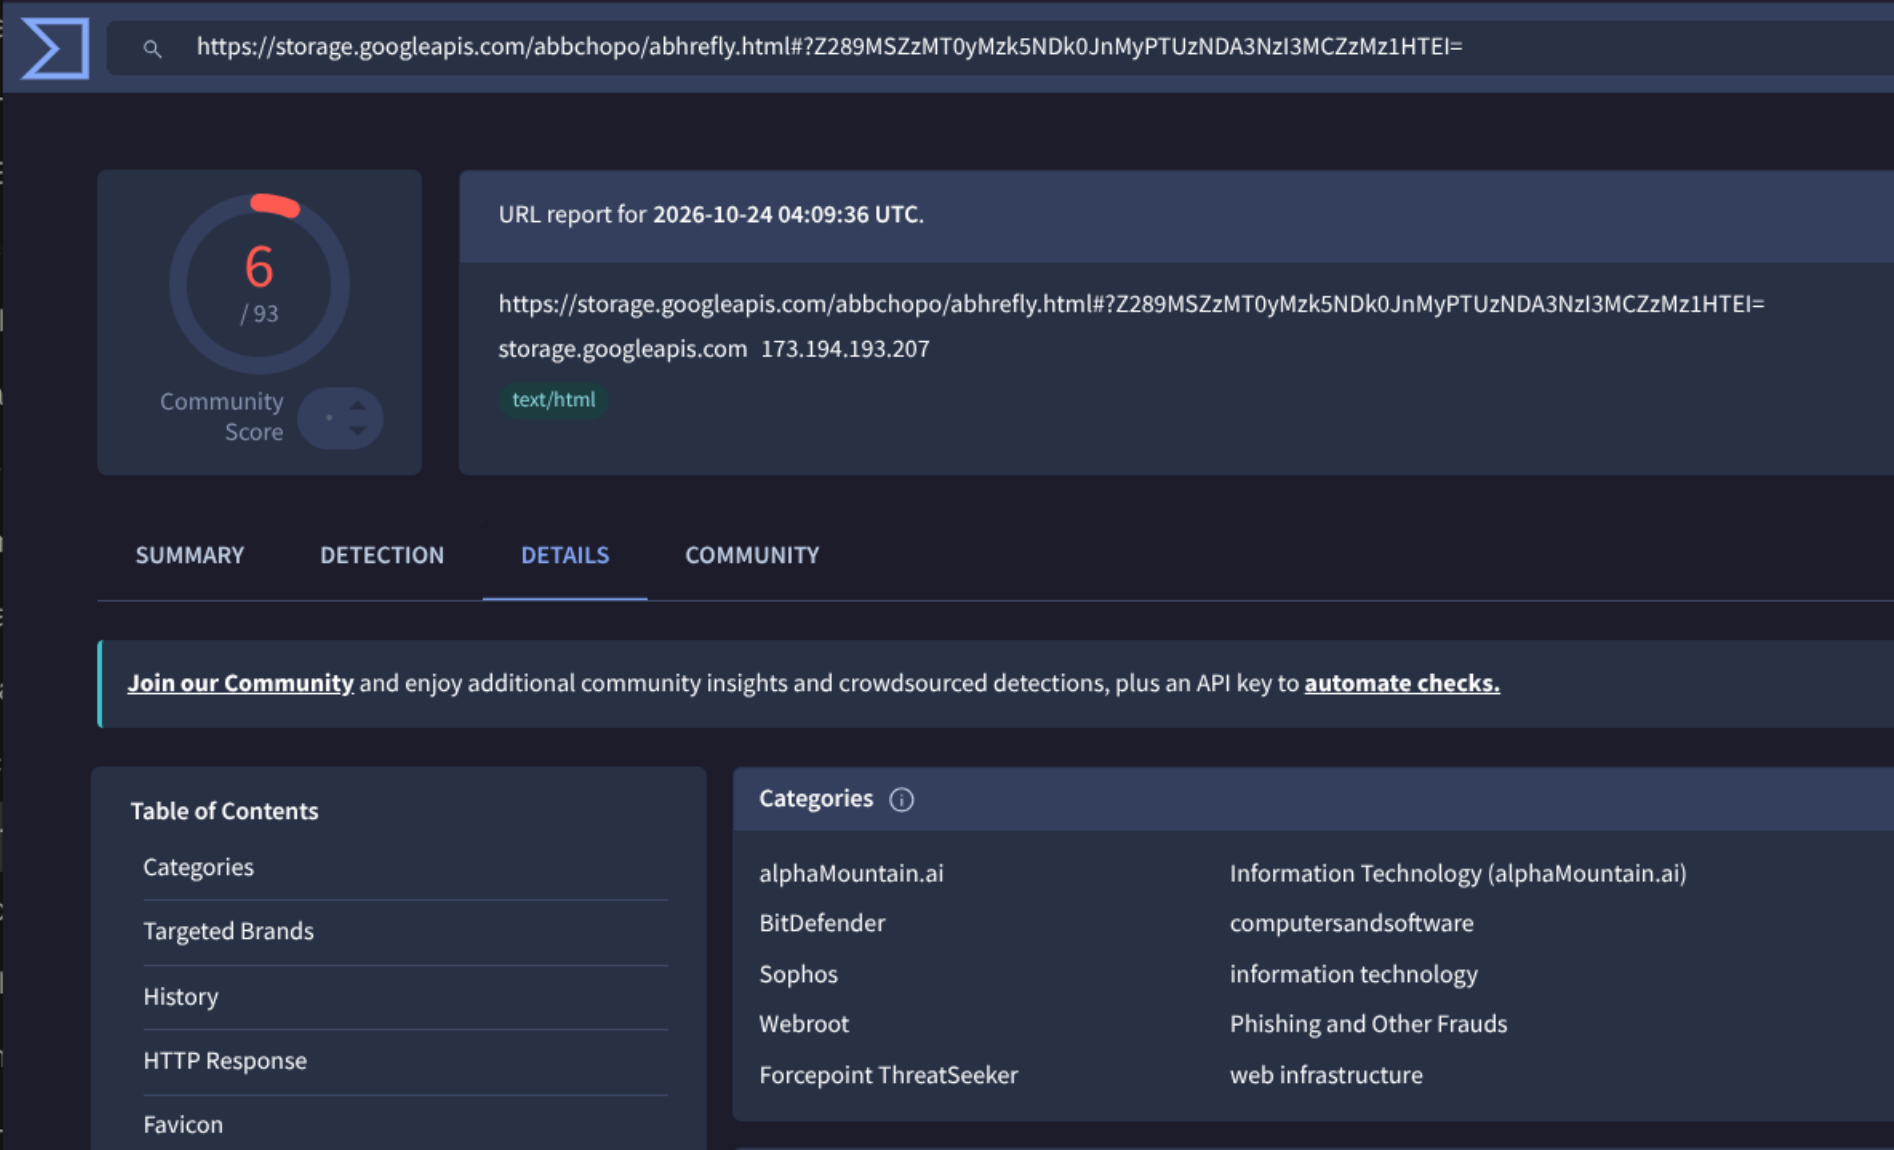 https://storage.googleapis.com/abbchopo/abhrefly.html#?Z289MSZzMT0yMzk5NDk0JnMyPTUzNDA3NzI3MCZzMz1HTEI=
6
/ 93
Community
Score
URL report for 2026-10-24 04:09:36 UTC.
https://storage.googleapis.com/abbchopo/abhrefly.html#?Z289MSZzMT0yMzk5NDk0JnMyPTUzNDA3NzI3MCZzMz1HTEI=
storage.googleapis.com 173.194.193.207
text/html
SUMMARY DETECTION DETAILS COMMUNITY
Join our Community and enjoy additional community insights and crowdsourced detections, plus an API key to automate checks.
Table of Contents
Categories
Targeted Brands
History
HTTP Response
Favicon
Categories
alphaMountain.ai Information Technology (alphaMountain.ai)
BitDefender computersandsoftware
Sophos information technology
Webroot Phishing and Other Frauds
Forcepoint ThreatSeeker web infrastructure